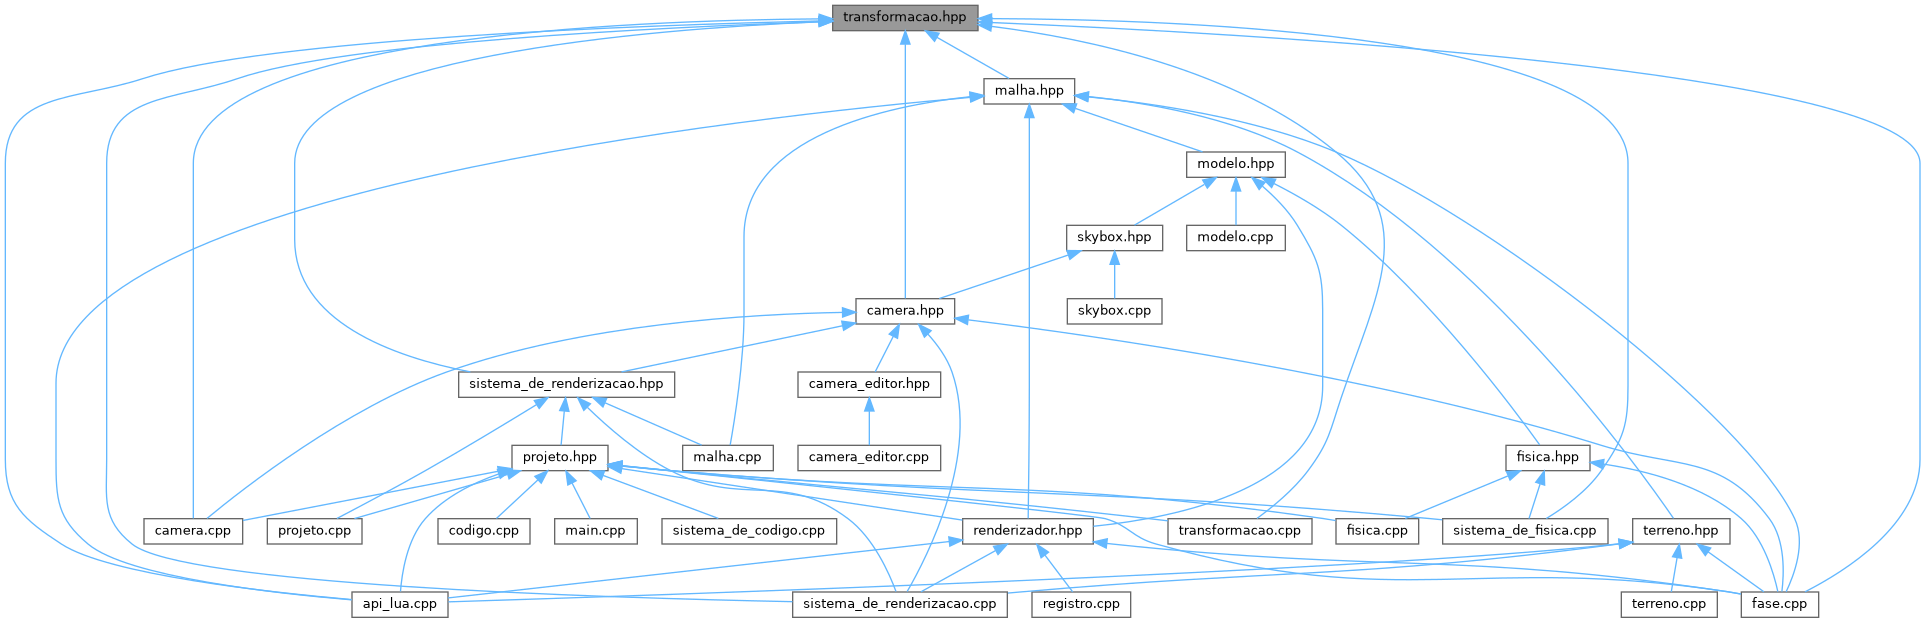 transformacao.hpp
malha.hpp
modelo.hpp
skybox.hpp
modelo.cpp
camera.hpp
skybox.cpp
sistema_de_renderizacao.hpp
camera_editor.hpp
projeto.hpp
malha.cpp
camera_editor.cpp
fisica.hpp
camera.cpp
projeto.cpp
codigo.cpp
main.cpp
sistema_de_codigo.cpp
renderizador.hpp
transformacao.cpp
fisica.cpp
sistema_de_fisica.cpp
terreno.hpp
api_lua.cpp
sistema_de_renderizacao.cpp
registro.cpp
terreno.cpp
fase.cpp